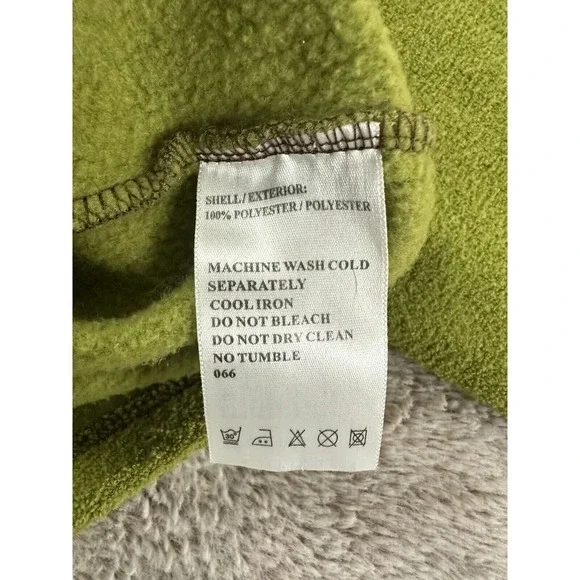 SHELL/EXTERIOR:
100% POLYESTER / POLYESTER
MACHINE WASH COLD
SEPARATELY
COOL IRON
DO NOT BLEACH
DO NOT DRY CLEAN
NO TUMBLE
066
30°